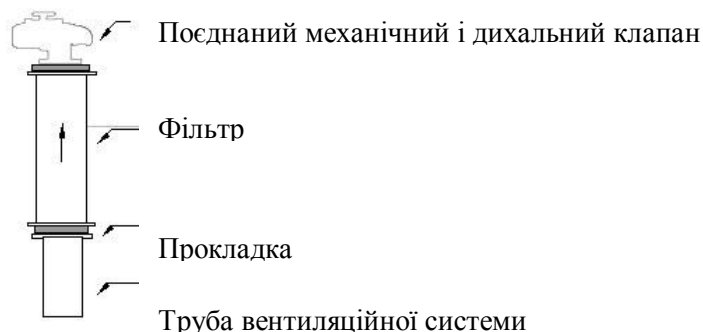 Поєднаний механічний і дихальний клапан
Фільтр
Прокладка
Труба вентиляційної системи